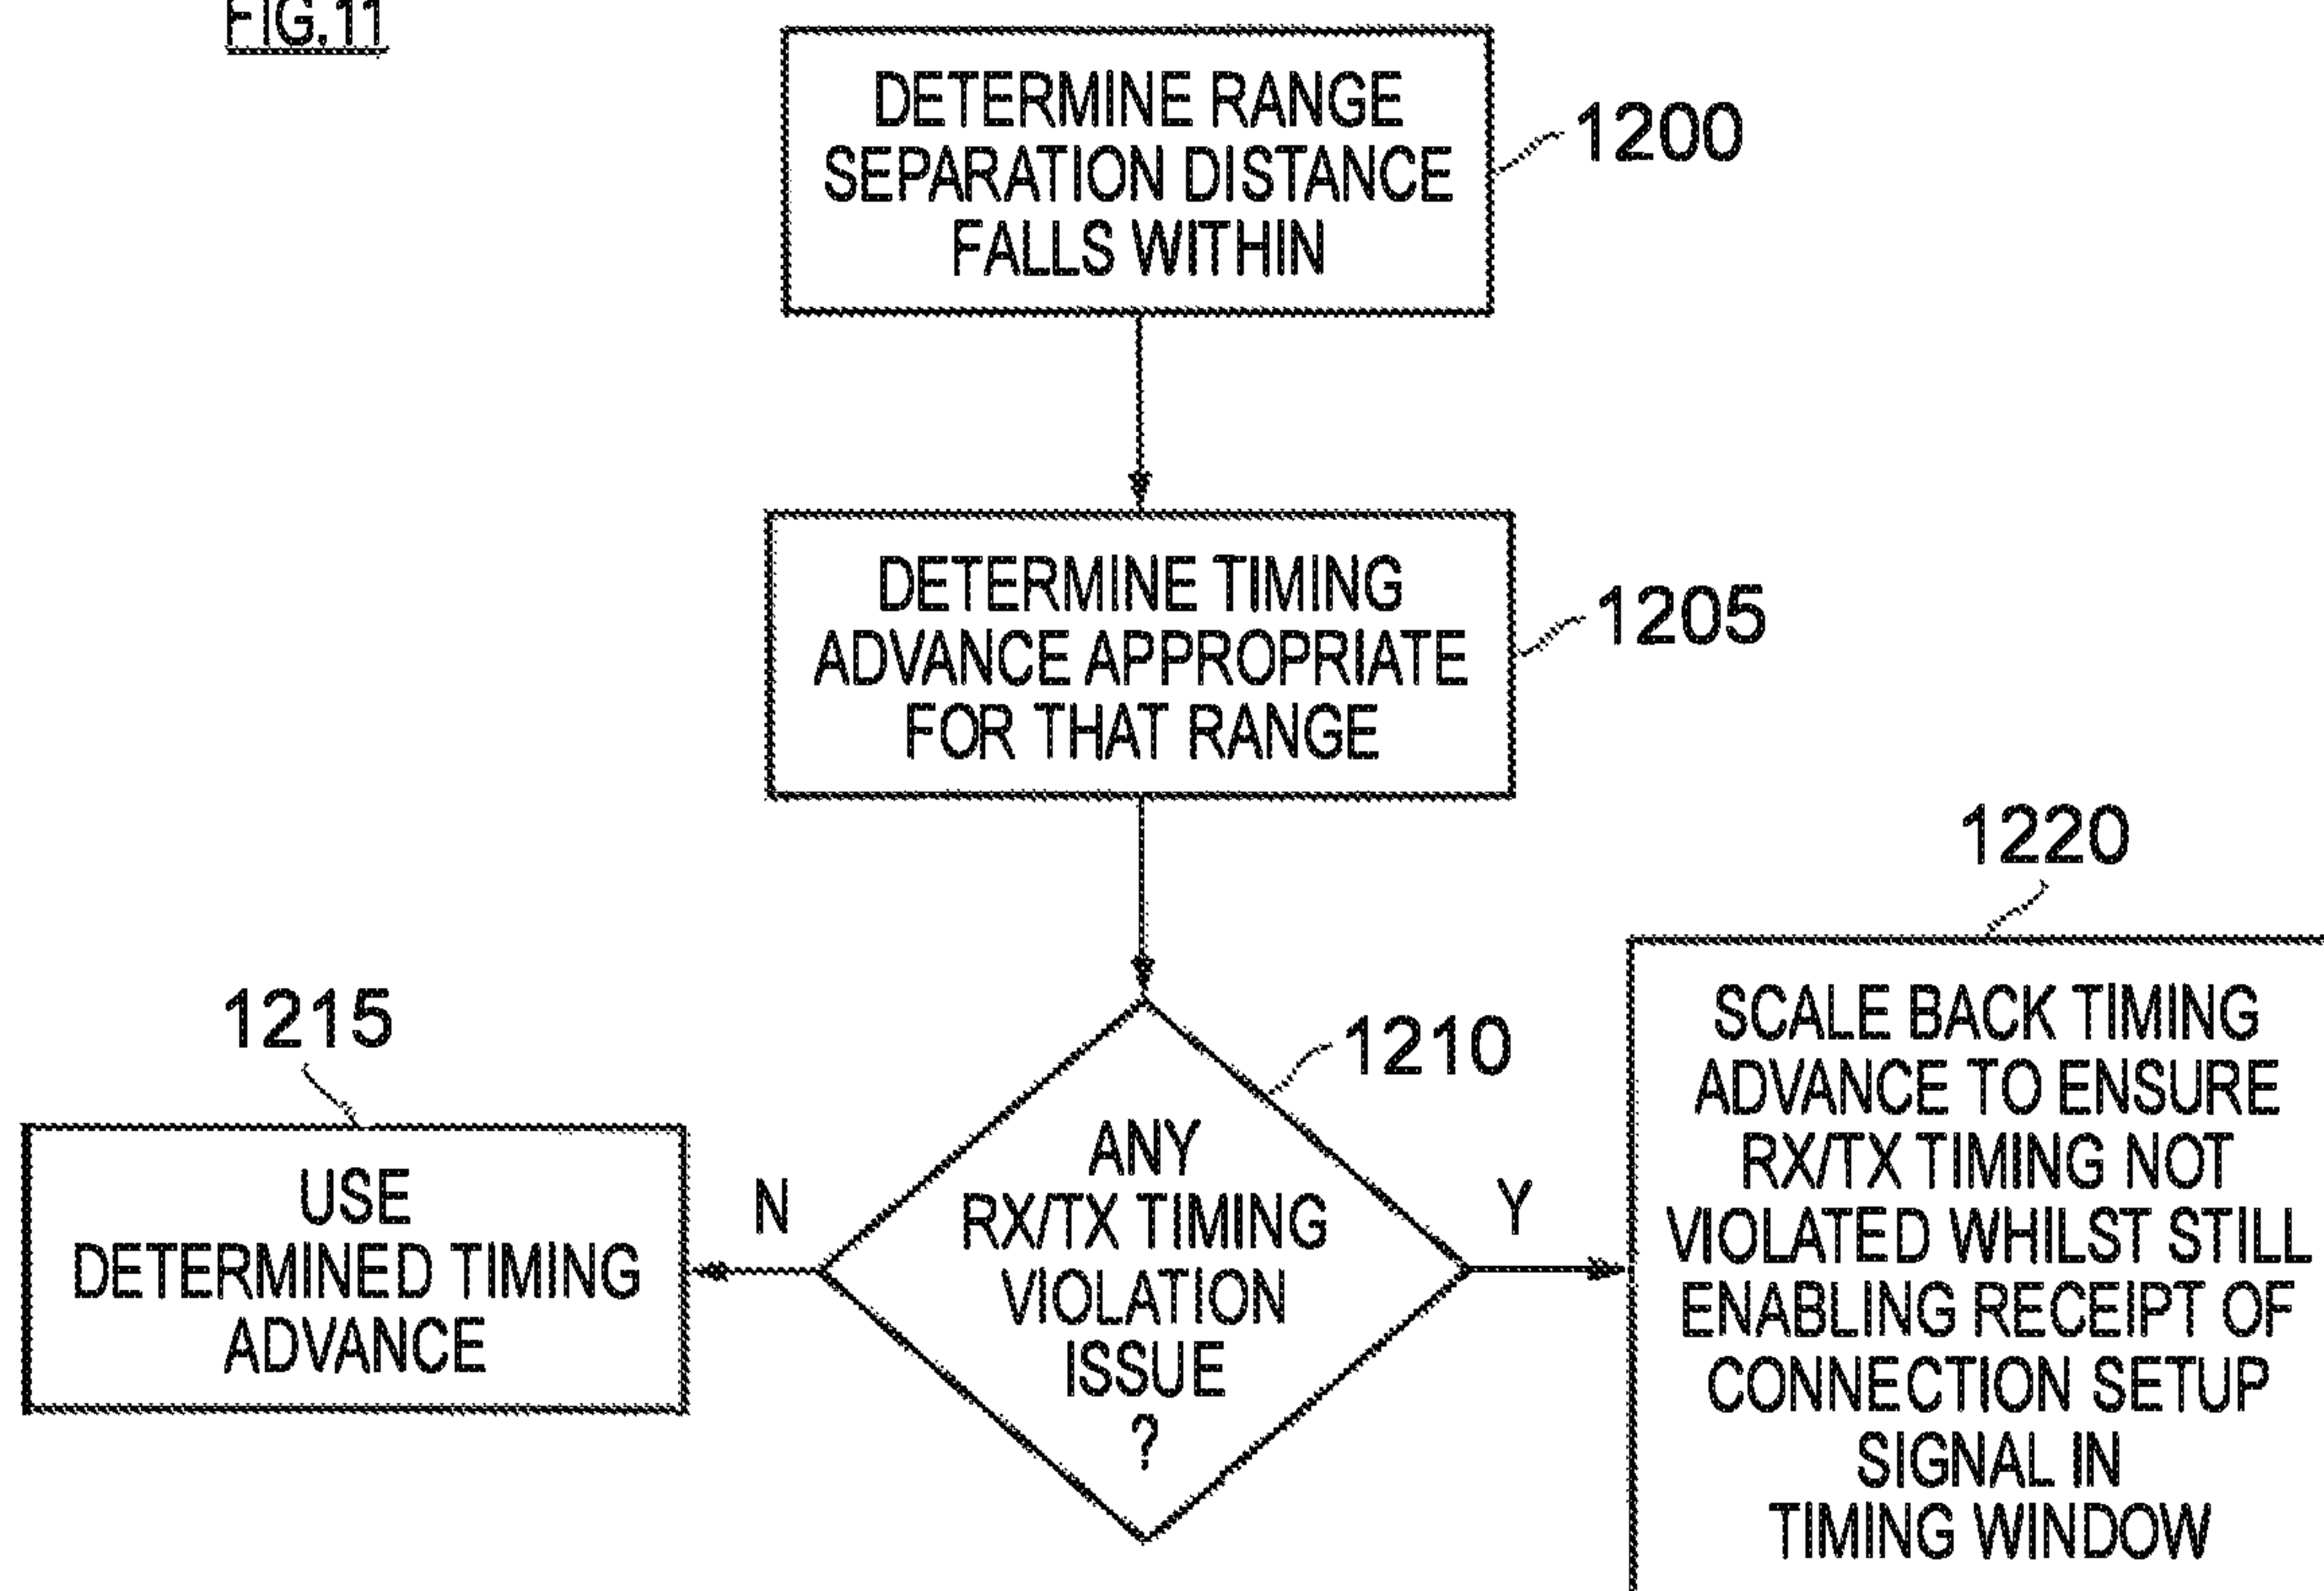 FIG.11
DETERMINE RANGE
SEPARATION DISTANCE
FALLS WITHIN
1200
DETERMINE TIMING
ADVANCE APPROPRIATE
FOR THAT RANGE
1205
ANY
RX/TX TIMING
VIOLATION
ISSUE
?
1210
N
Y
1215
USE
DETERMINED TIMING
ADVANCE
1220
SCALE BACK TIMING
ADVANCE TO ENSURE
RX/TX TIMING NOT
VIOLATED WHILST STILL
ENABLING RECEIPT OF
CONNECTION SETUP
SIGNAL IN
TIMING WINDOW